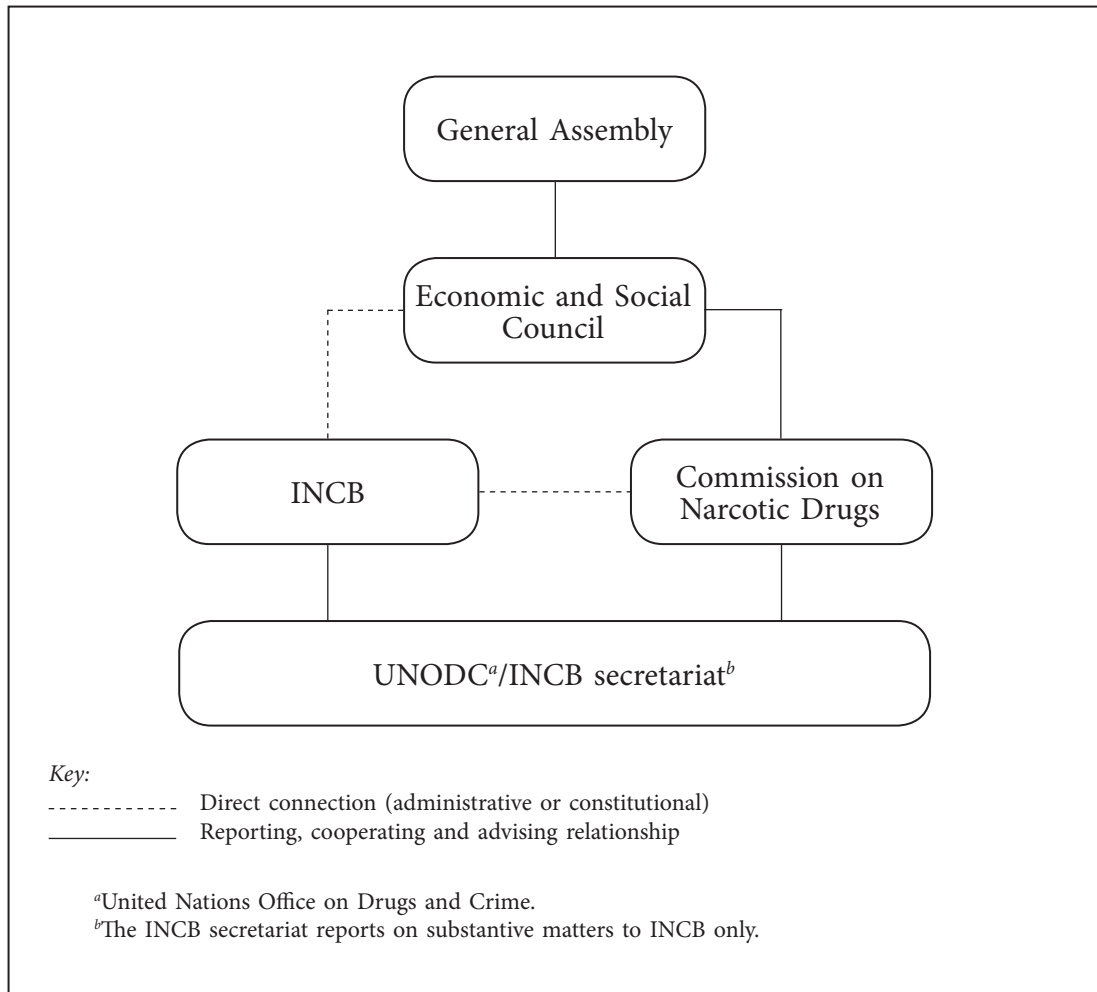 General Assembly
Economic and Social
Council
INCB
Commission on
Narcotic Drugs
UNODCᵃ/INCB secretariatᵇ
Key:
Direct connection (administrative or constitutional)
Reporting, cooperating and advising relationship
ᵃUnited Nations Office on Drugs and Crime.
ᵇThe INCB secretariat reports on substantive matters to INCB only.